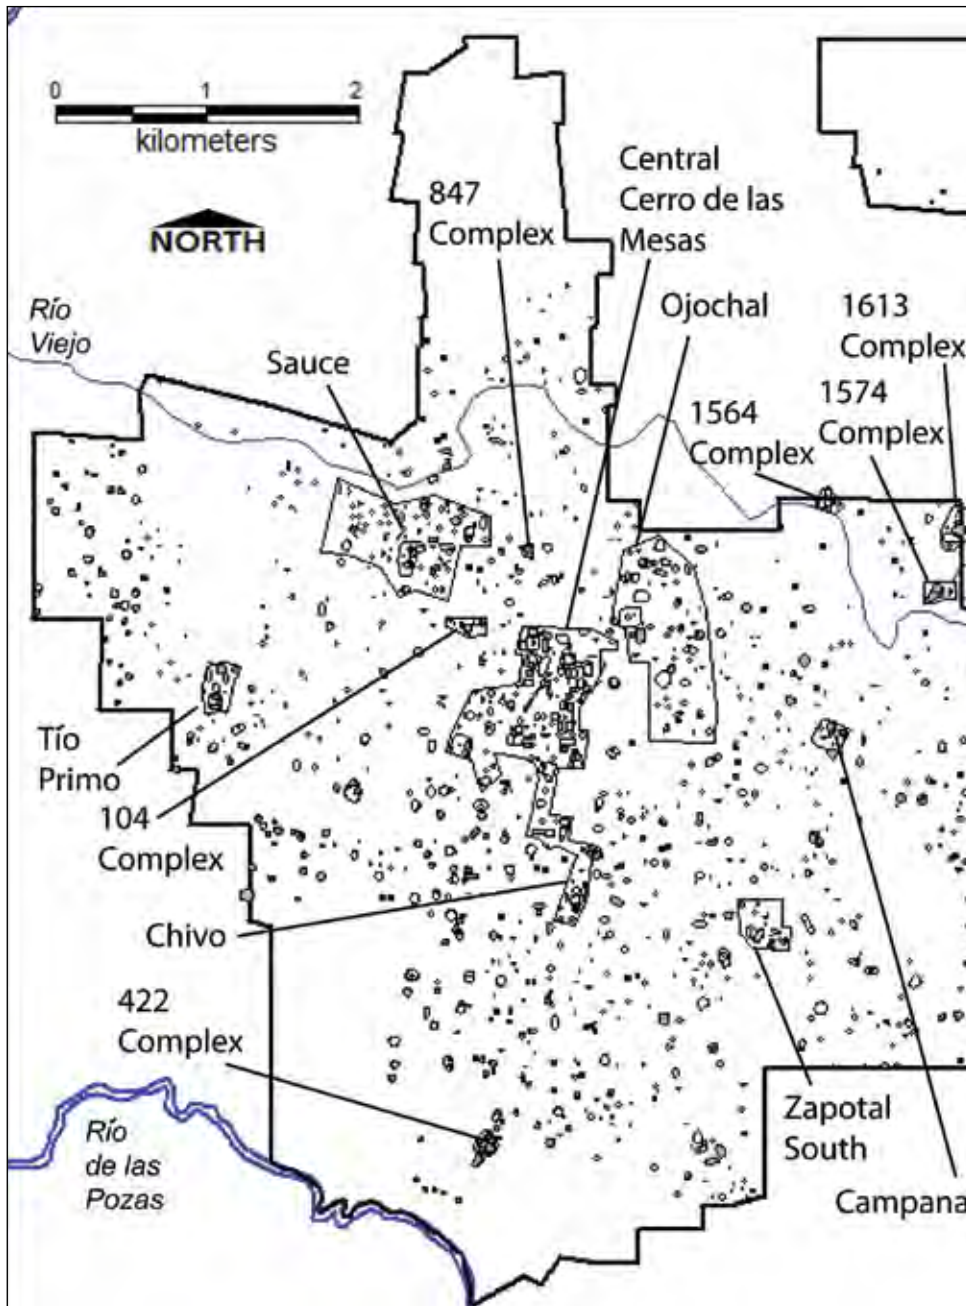 0 1 2
kilometers
NORTH
Central
Cerro de las
Mesas
847
Complex
Río
Viejo
Sauce
Ojochal
1613
Complex
1564
Complex
1574
Complex
Tío
Primo
104
Complex
Chivo
422
Complex
Río
de las
Pozas
Zapotal
South
Campana